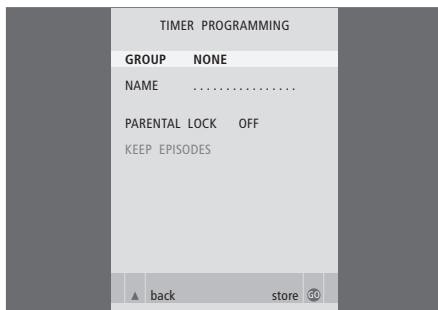 TIMER PROGRAMMING
GROUP NONE
NAME ................
PARENTAL LOCK OFF
KEEP EPISODES
▲ back store GO